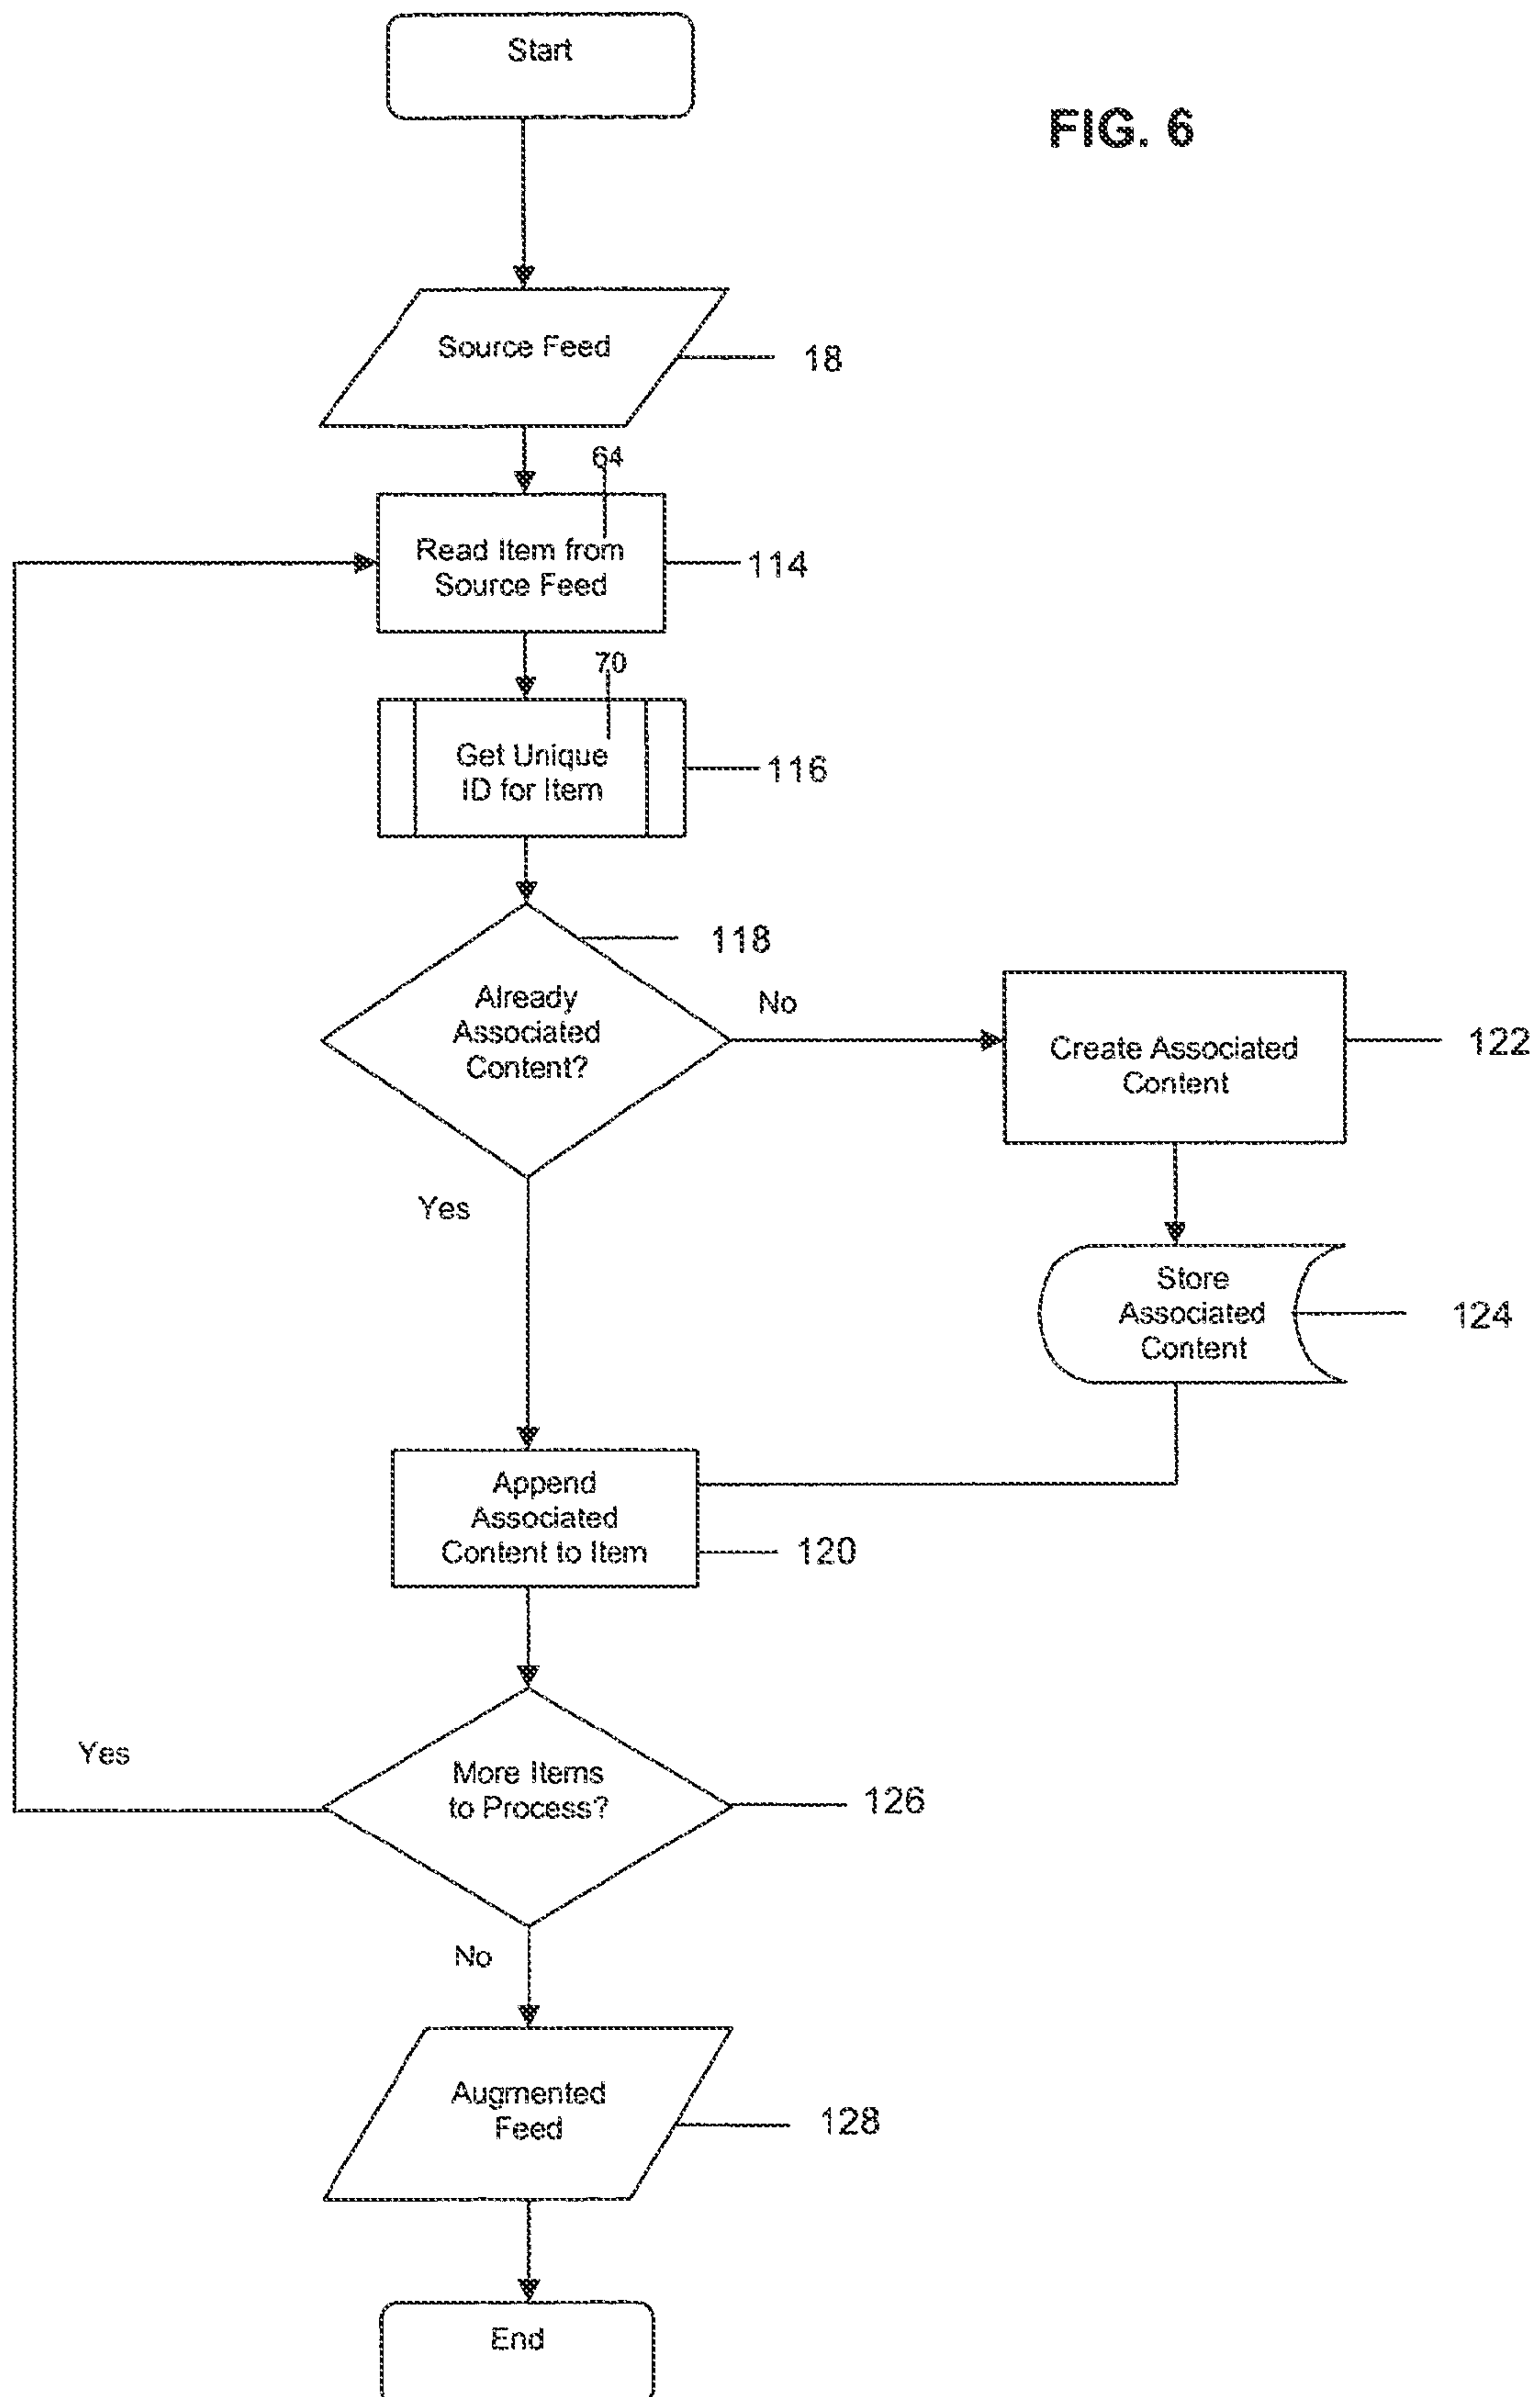 Start
FIG. 6
Source Feed
18
64
Read Item from
Source Feed
114
70
Get Unique
ID for Item
116
118
Already
Associated
Content?
No
Create Associated
Content
122
Yes
Store
Associated
Content
124
Append
Associated
Content to Item
120
Yes
More Items
to Process?
126
No
Augmented
Feed
128
End